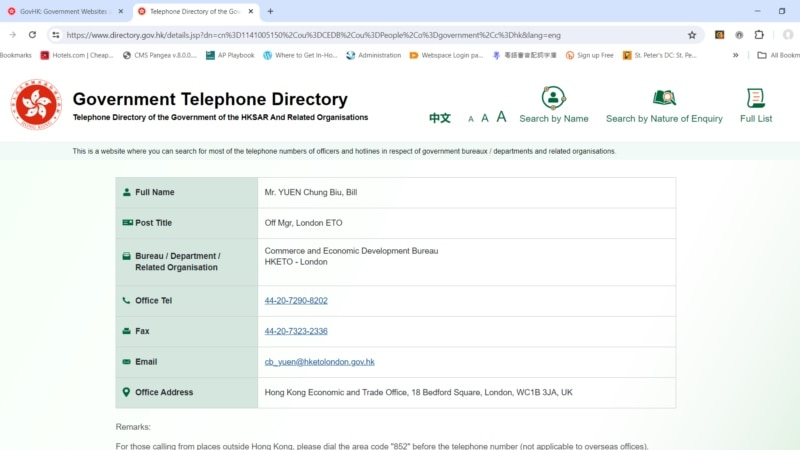 GovHK: Government Websites
Telephone Directory of the Gov
https://www.directory.gov.hk/details.jsp?dn=cn%3D1141005150%2Cou%3DCEDB%2Cou%3DPeople%2Co%3Dgovernment%2Cc%3Dhk&lang=eng
Bookmarks Hotels.com | Cheap... CMS Pangea v.8.0.0.... AP Playbook Where to Get In-Ho... Administration Webspace Login pa... 粵語審音配詞字庫 Sign up Free St. Peter's DC: St. Pe... » All Bookm
Government Telephone Directory
Telephone Directory of the Government of the HKSAR And Related Organisations
中文 A A A Search by Name Search by Nature of Enquiry Full List
This is a website where you can search for most of the telephone numbers of officers and hotlines in respect of government bureaux / departments and related organisations.
Full Name Mr. YUEN Chung Biu, Bill
Post Title Off Mgr, London ETO
Bureau / Department / Related Organisation
Commerce and Economic Development Bureau
HKETO - London
Office Tel 44-20-7290-8202
Fax 44-20-7323-2336
Email cb_yuen@hketolondon.gov.hk
Office Address Hong Kong Economic and Trade Office, 18 Bedford Square, London, WC1B 3JA, UK
Remarks:
For those calling from places outside Hong Kong, please dial the area code "852" before the telephone number (not applicable to overseas offices).